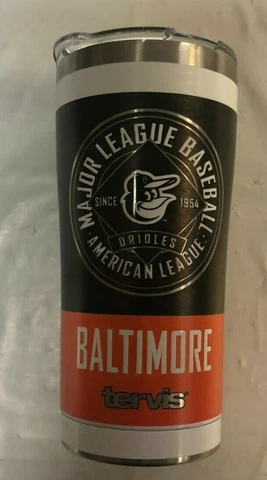 MAJOR LEAGUE BASEBALL
SINCE 1954
ORIOLES
AMERICAN LEAGUE
BALTIMORE
tervis